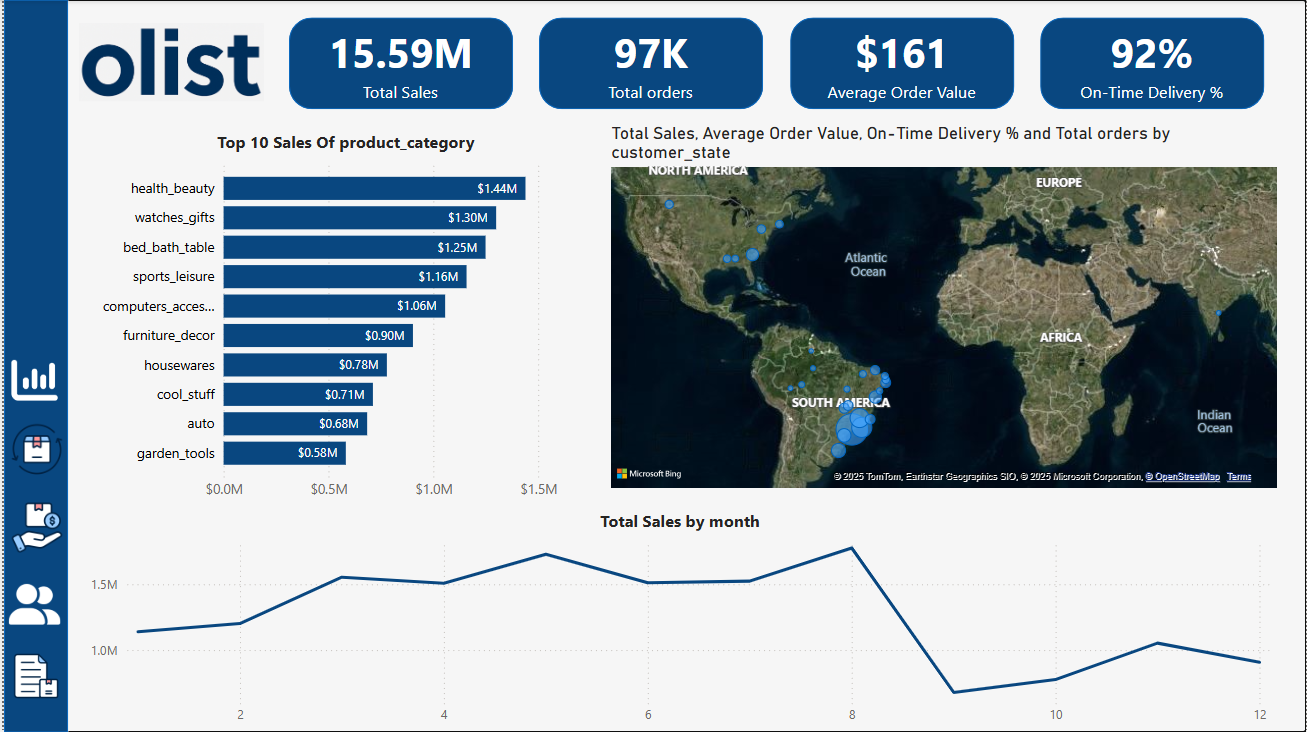 olist
15.59M
Total Sales
97K
Total orders
$161
Average Order Value
92%
On-Time Delivery %
Top 10 Sales Of product_category
health_beauty
$1.44M
watches_gifts
$1.30M
bed_bath_table
$1.25M
sports_leisure
$1.16M
computers_acces...
$1.06M
furniture_decor
$0.90M
housewares
$0.78M
cool_stuff
$0.71M
auto
$0.68M
garden_tools
$0.58M
$0.0M $0.5M $1.0M $1.5M
Total Sales, Average Order Value, On-Time Delivery % and Total orders by
customer_state
NORTH AMERICA
EUROPE
Atlantic
Ocean
AFRICA
SOUTH AMERICA
Indian
Ocean
Microsoft Bing
© 2025 TomTom, Earthstar Geographics SIO, © 2025 Microsoft Corporation, © OpenStreetMap Terms
Total Sales by month
1.5M
1.0M
2 4 6 8 10 12